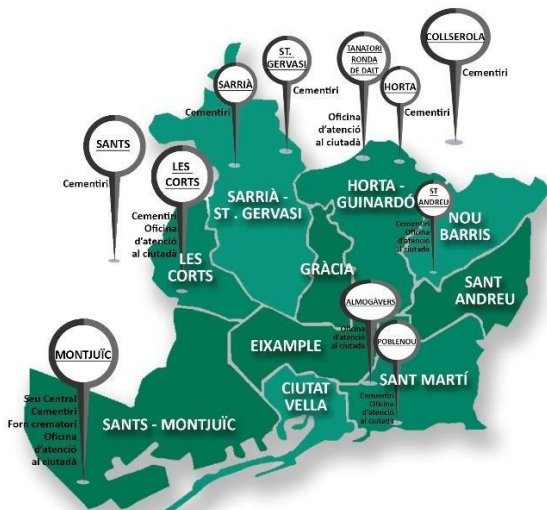 COLLSEROLA
Cementiri
ST.
GERVASI
Cementiri
TANATORI
RONDA
DE DALT
Oficina
d'atenció
al ciutadà
SARRIÀ
Cementiri
HORTA
Cementiri
SANTS
Cementiri
LES
CORTS
Cementiri
Oficina
d'atenció
al ciutadà
LES
CORTS
SARRIÀ -
ST . GERVASI
HORTA -
GUINARDÓ
ST
ANDREU
Cementiri
Oficina
d'atenció
al ciutadà
NOU
BARRIS
GRÀCIA
SANT
ANDREU
ALMOGÀVERS
Oficina
d'atenció
al ciutadà
EIXAMPLE
POBLENOU
Cementiri
Oficina
d'atenció
al ciutadà
SANT MARTÍ
CIUTAT
VELLA
MONTJUÏC
Seu Central
Cementiri
Forn crematori
Oficina
d'atenció
al ciutadà
SANTS - MONTJUÏC